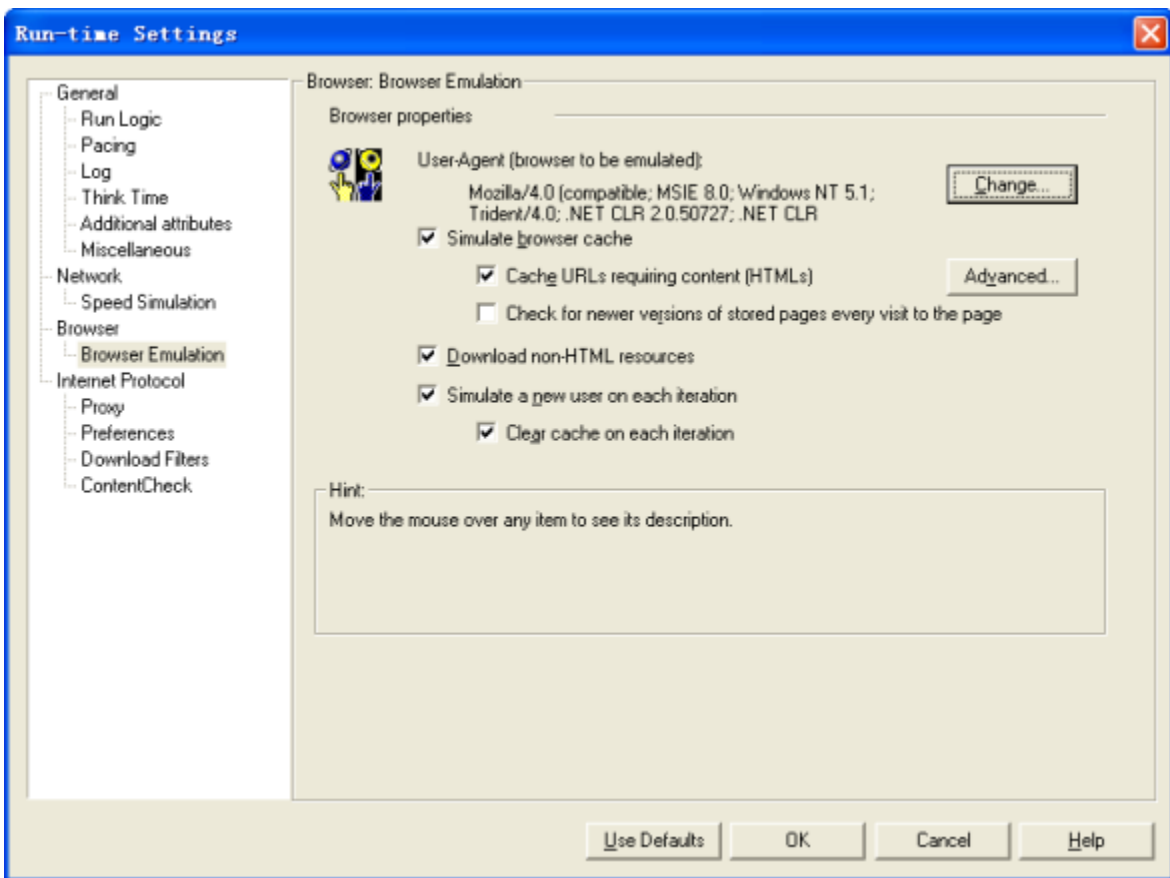 Run-time Settings
General
Run Logic
Pacing
Log
Think Time
Additional attributes
Miscellaneous
Network
Speed Simulation
Browser
Browser Emulation
Internet Protocol
Proxy
Preferences
Download Filters
ContentCheck
Browser: Browser Emulation
Browser properties
User-Agent (browser to be emulated):
Mozilla/4.0 (compatible; MSIE 8.0; Windows NT 5.1;
Trident/4.0; .NET CLR 2.0.50727; .NET CLR
Change...
Simulate browser cache
Cache URLs requiring content (HTMLs)
Advanced...
Check for newer versions of stored pages every visit to the page
Download non-HTML resources
Simulate a new user on each iteration
Clear cache on each iteration
Hint:
Move the mouse over any item to see its description.
Use Defaults
OK
Cancel
Help